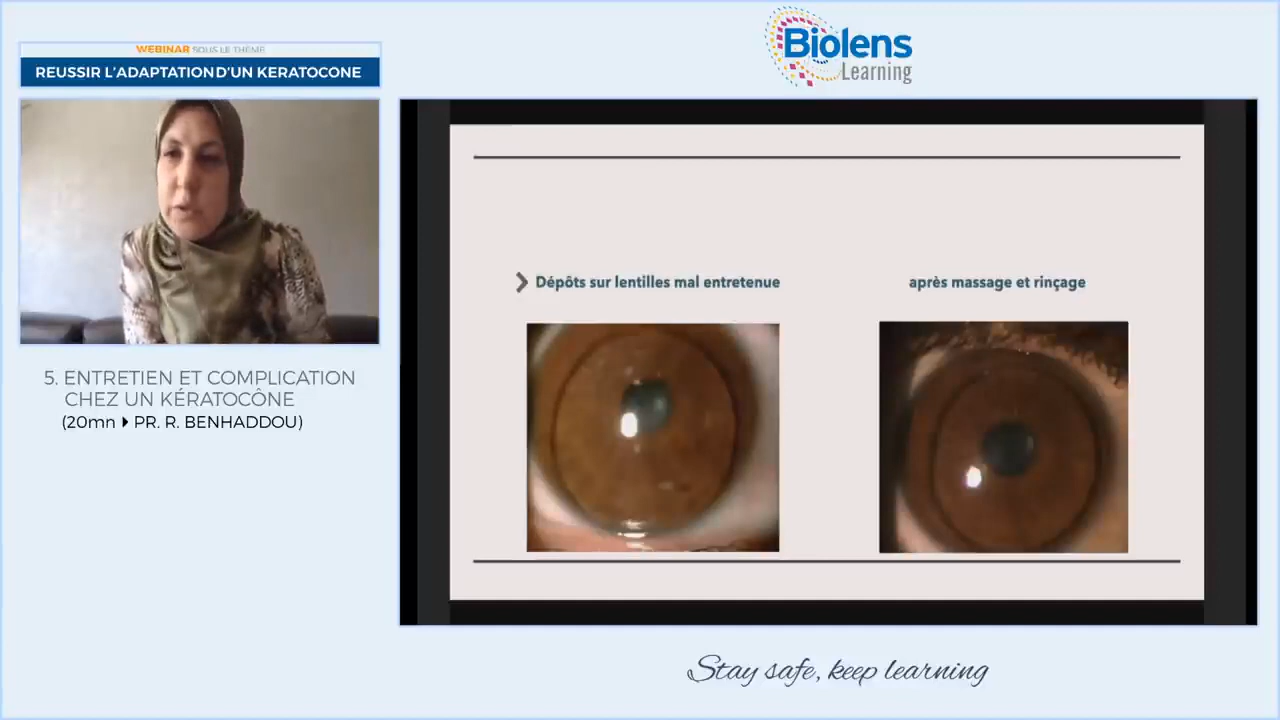 WEBINAR SOUS LE THÈME
REUSSIR L'ADAPTATION D'UN KERATOCONE
Biolens
Learning
Dépôts sur lentilles mal entretenue
après massage et rinçage
5. ENTRETIEN ET COMPLICATION
CHEZ UN KÉRATOCÔNE
(20mn PR. R. BENHADDOU)
Stay safe, keep learning